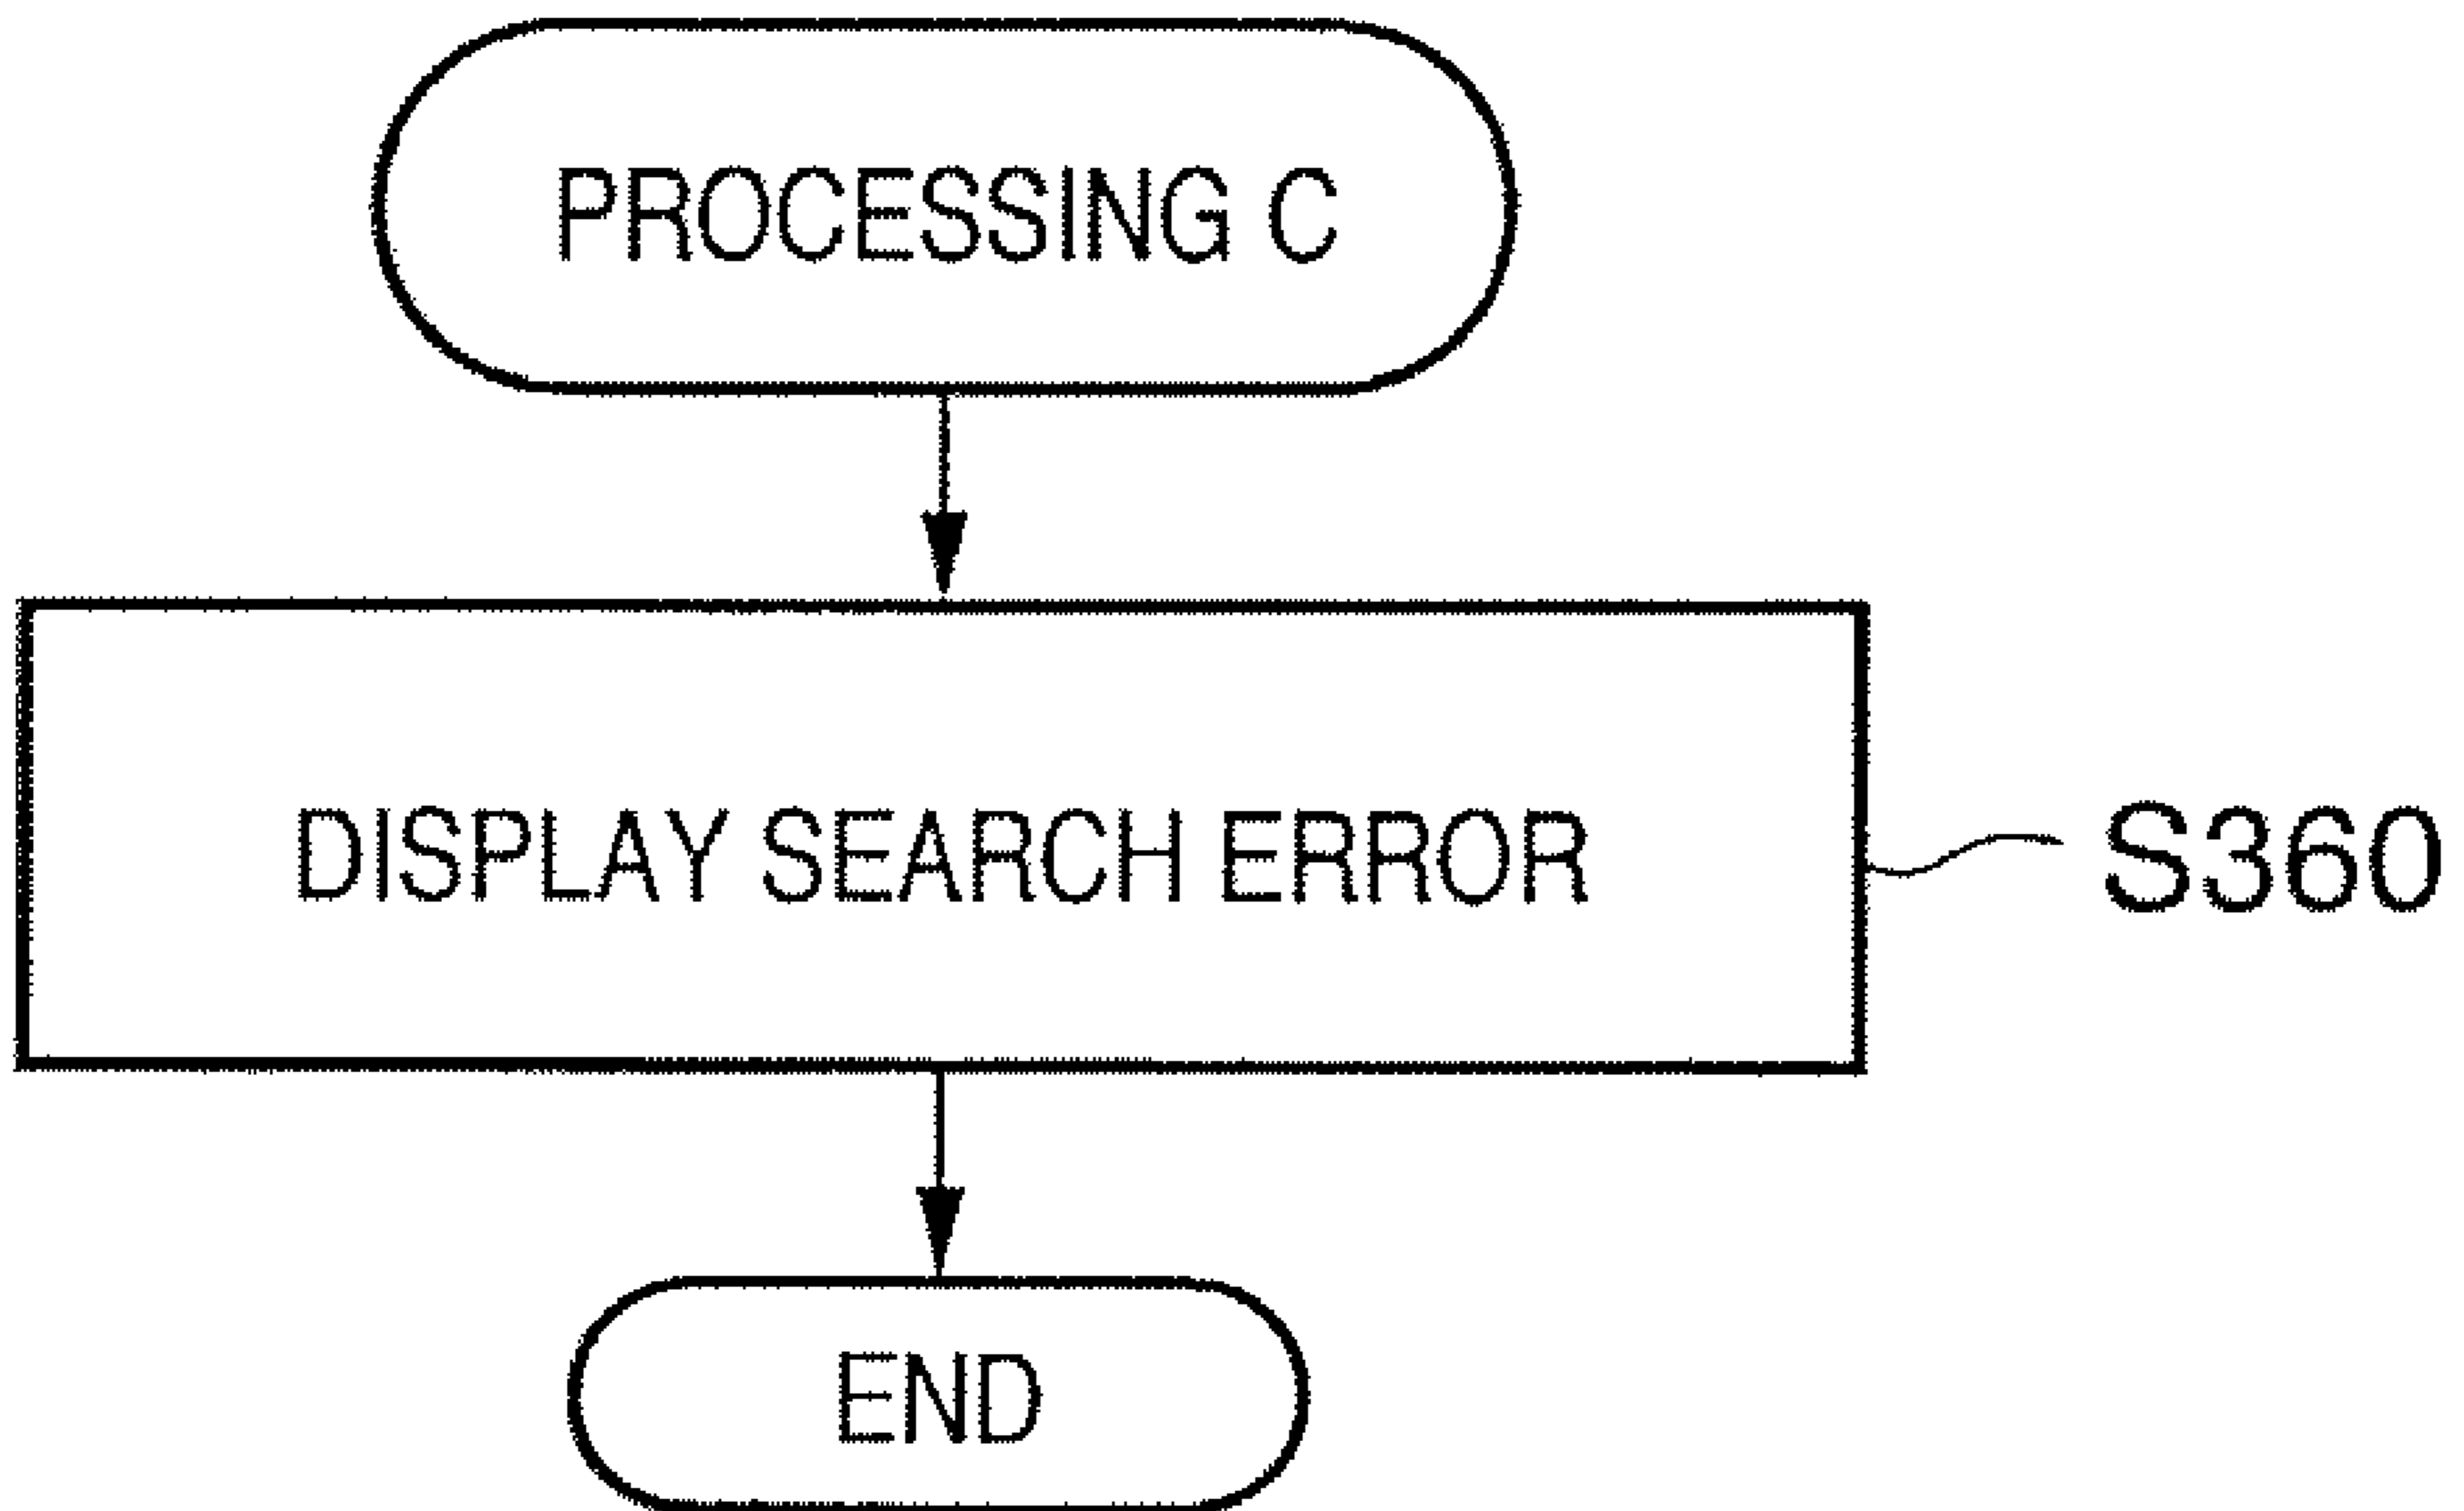 PROCESSING C
DISPLAY SEARCH ERROR
S360
END